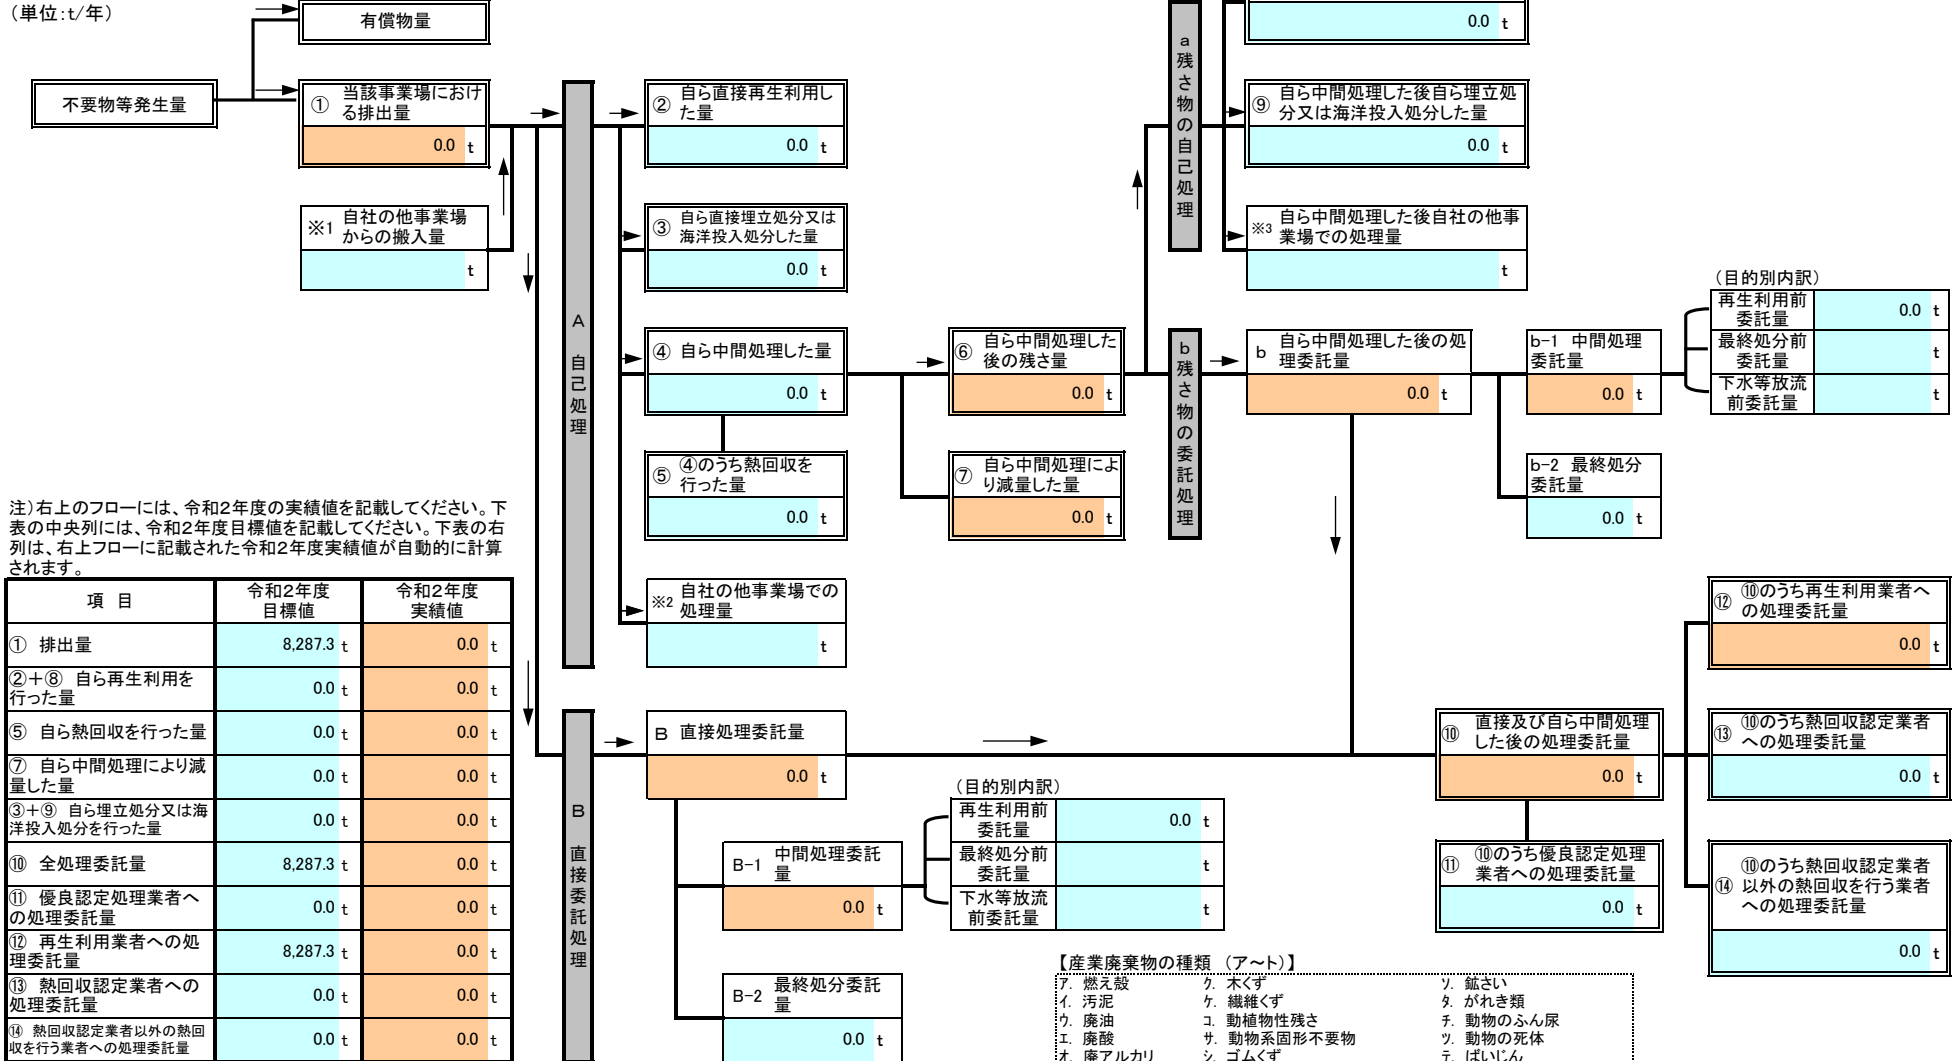 （単位：t/年）
有償物量
不要物等発生量
① 当該事業場におけ
る排出量
0.0 t
※1 自社の他事業場
からの搬入量
t
A 自己処理
② 自ら直接再生利用し
た量
0.0 t
③ 自ら直接埋立処分又は
海洋投入処分した量
0.0 t
④ 自ら中間処理した量
0.0 t
⑤ ④のうち熱回収を
行った量
0.0 t
※2 自社の他事業場での
処理量
t
⑥ 自ら中間処理した
後の残さ量
0.0 t
⑦ 自ら中間処理によ
り減量した量
0.0 t
a 残さ物の自己処理
0.0 t
⑨ 自ら中間処理した後自ら埋立処
分又は海洋投入処分した量
0.0 t
※3 自ら中間処理した後自社の他事
業場での処理量
t
b 残さ物の委託処理
b 自ら中間処理した後の処
理委託量
0.0 t
b-1 中間処理
委託量
0.0 t
b-2 最終処分
委託量
0.0 t
（目的別内訳）
再生利用前
委託量
0.0 t
最終処分前
委託量
t
下水等放流
前委託量
t
注）右上のフローには、令和２年度の実績値を記載してください。下
表の中央列には、令和２年度目標値を記載してください。下表の右
列は、右上フローに記載された令和２年度実績値が自動的に計算
されます。
項 目
令和２年度
目標値
令和２年度
実績値
① 排出量 8,287.3 t 0.0 t
②＋⑧ 自ら再生利用を
行った量 0.0 t 0.0 t
⑤ 自ら熱回収を行った量 0.0 t 0.0 t
⑦ 自ら中間処理により減
量した量 0.0 t 0.0 t
③＋⑨ 自ら埋立処分又は海
洋投入処分を行った量 0.0 t 0.0 t
⑩ 全処理委託量 8,287.3 t 0.0 t
⑪ 優良認定処理業者へ
の処理委託量 0.0 t 0.0 t
⑫ 再生利用業者への処
理委託量 8,287.3 t 0.0 t
⑬ 熱回収認定業者への
処理委託量 0.0 t 0.0 t
⑭ 熱回収認定業者以外の熱回
収を行う業者への処理委託量 0.0 t 0.0 t
B 直接委託処理
B 直接処理委託量
0.0 t
B-1 中間処理委託
量
0.0 t
B-2 最終処分委託
量
0.0 t
（目的別内訳）
再生利用前
委託量
0.0 t
最終処分前
委託量
t
下水等放流
前委託量
t
⑩ 直接及び自ら中間処理
した後の処理委託量
0.0 t
⑪ ⑩のうち優良認定処理
業者への処理委託量
0.0 t
⑫ ⑩のうち再生利用業者へ
の処理委託量
0.0 t
⑬ ⑩のうち熱回収認定業者
への処理委託量
0.0 t
⑭ ⑩のうち熱回収認定業者
以外の熱回収を行う業者
への処理委託量
0.0 t
【産業廃棄物の種類 （ア～ト）】
ｱ. 燃え殻 ｸ. 木くず ｿ. 鉱さい
ｲ. 汚泥 ｹ. 繊維くず ﾀ. がれき類
ｳ. 廃油 ｺ. 動植物性残さ ﾁ. 動物のふん尿
ｴ. 廃酸 ｻ. 動物系固形不要物 ﾂ. 動物の死体
ｵ. 廃アルカリ ｼ. ゴムくず ﾃ. ばいじん